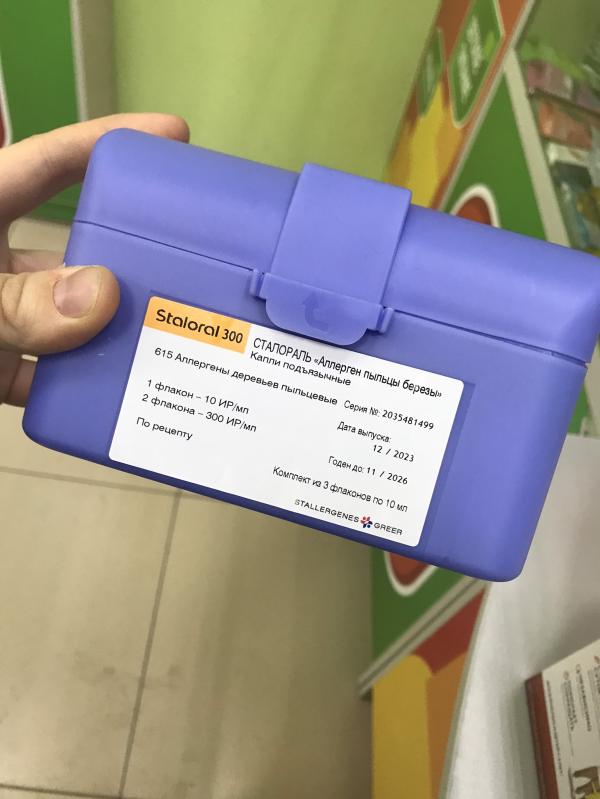 Staloral 300
СТАЛОРАЛЬ «Аллерген пыльцы березы»
Капли подъязычные
615 Аллергены деревьев пыльцевые
Серия №: 2035481499
1 флакон – 10 ИР/мл
2 флакона – 300 ИР/мл
По рецепту
Дата выпуска:
12 / 2023
Годен до: 11 / 2026
Комплект из 3 флаконов по 10 мл
STALLERGENES GREER